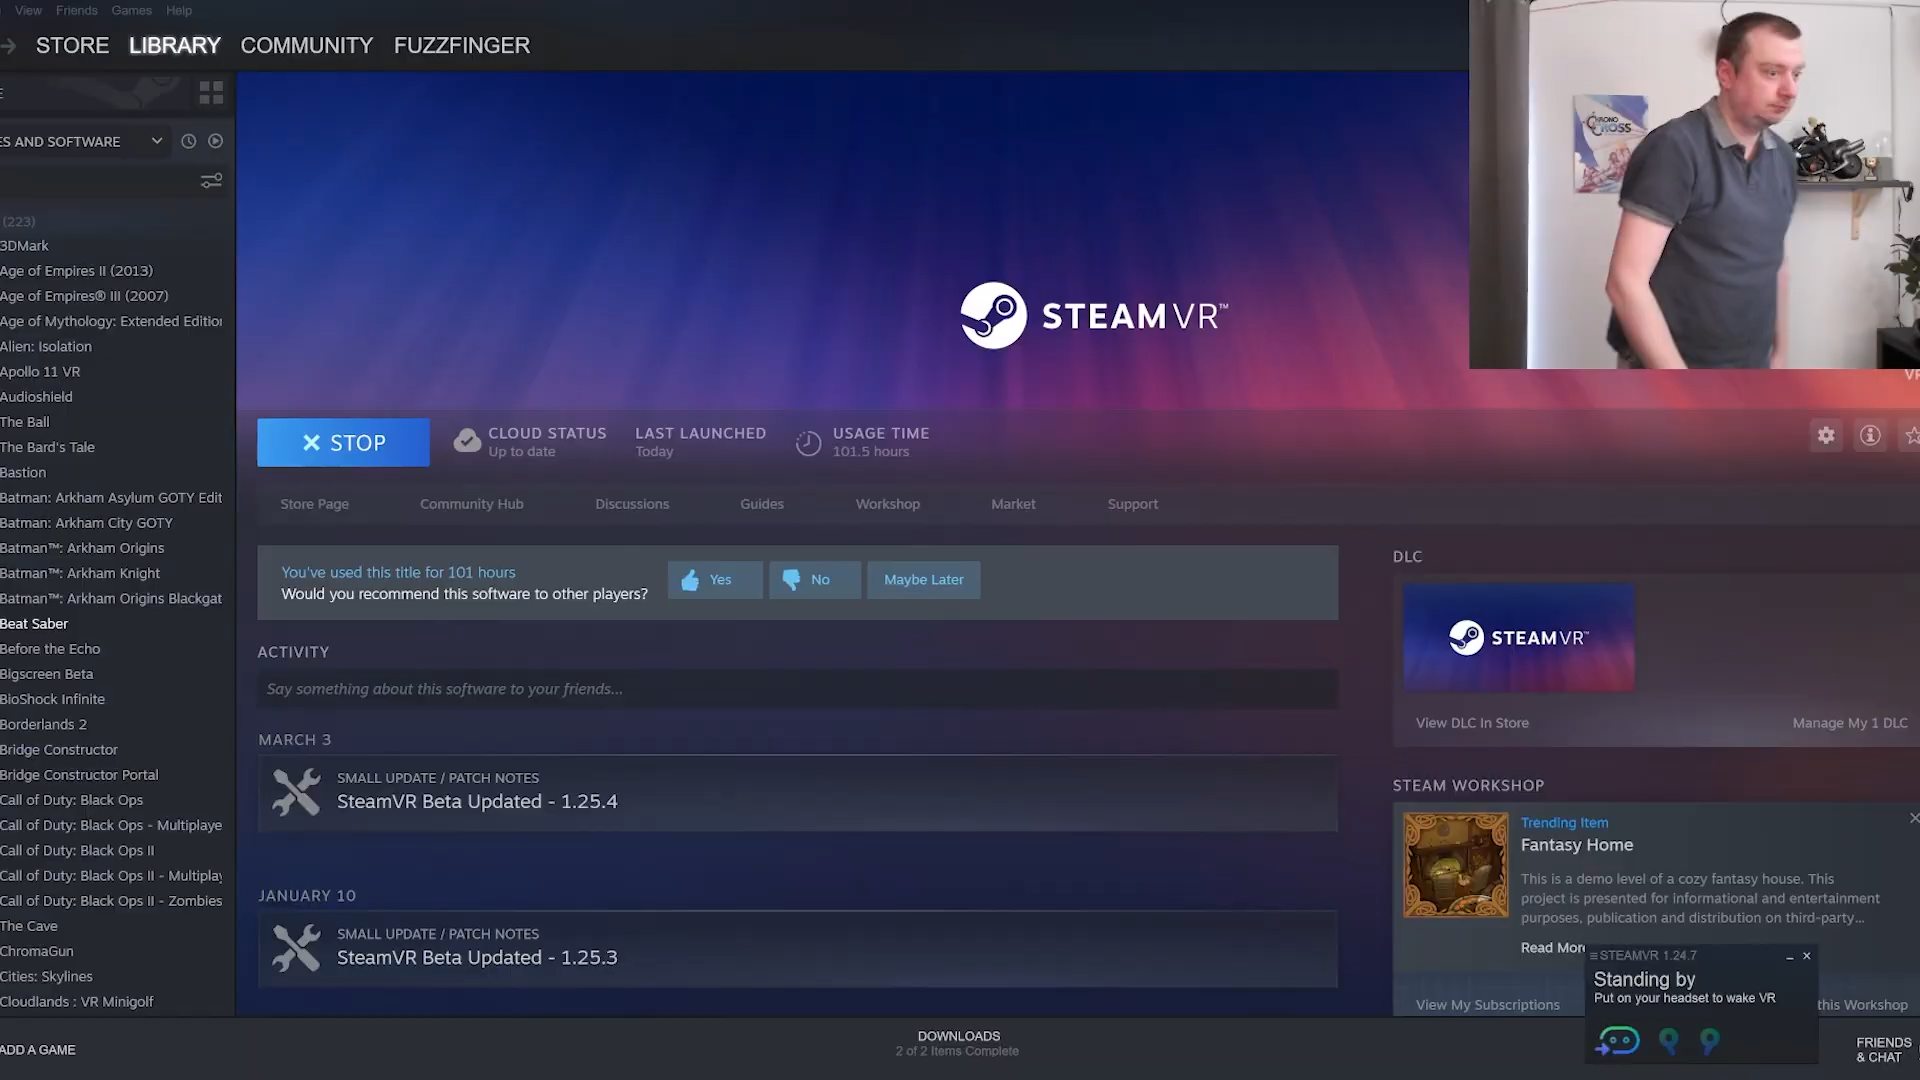 View Friends Games Help
STORE LIBRARY COMMUNITY FUZZFINGER
E
ES AND SOFTWARE
(223)
3DMark
Age of Empires II (2013)
Age of Empires® III (2007)
Age of Mythology: Extended Edition
Alien: Isolation
Apollo 11 VR
Audioshield
The Ball
The Bard's Tale
Bastion
Batman: Arkham Asylum GOTY Edit
Batman: Arkham City GOTY
Batman™: Arkham Origins
Batman™: Arkham Knight
Batman™: Arkham Origins Blackgat
Beat Saber
Before the Echo
Bigscreen Beta
BioShock Infinite
Borderlands 2
Bridge Constructor
Bridge Constructor Portal
Call of Duty: Black Ops
Call of Duty: Black Ops - Multiplaye
Call of Duty: Black Ops II
Call of Duty: Black Ops II - Multiplay
Call of Duty: Black Ops II - Zombies
The Cave
ChromaGun
Cities: Skylines
Cloudlands : VR Minigolf
ADD A GAME
STEAMVR™
CHRONO
CROSS
VR
STOP
CLOUD STATUS
Up to date
LAST LAUNCHED
Today
USAGE TIME
101.5 hours
Store Page Community Hub Discussions Guides Workshop Market Support
You've used this title for 101 hours
Would you recommend this software to other players?
Yes No Maybe Later
ACTIVITY
Say something about this software to your friends...
MARCH 3
SMALL UPDATE / PATCH NOTES
SteamVR Beta Updated - 1.25.4
JANUARY 10
SMALL UPDATE / PATCH NOTES
SteamVR Beta Updated - 1.25.3
DLC
STEAMVR™
View DLC In Store Manage My 1 DLC
STEAM WORKSHOP
Trending Item
Fantasy Home
This is a demo level of a cozy fantasy house. This
project is presented for informational and entertainment
purposes, publication and distribution on third-party...
Read More
View My Subscriptions this Workshop
STEAMVR 1.24.7
Standing by
Put on your headset to wake VR
DOWNLOADS
2 of 2 Items Complete
FRIENDS
& CHAT